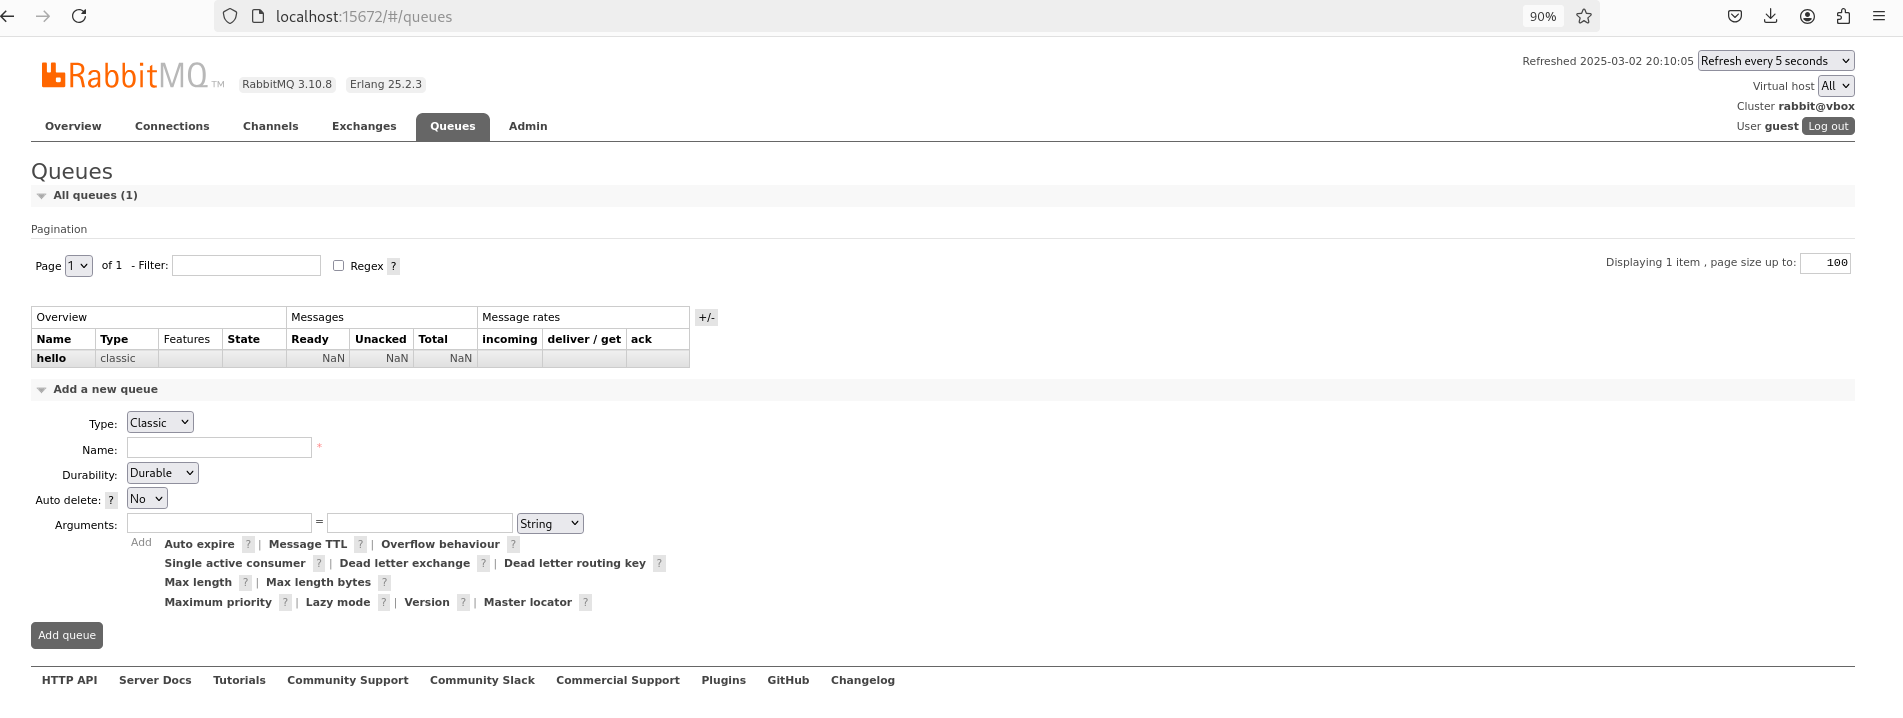 localhost:15672/#/queues 90%
Refreshed 2025-03-02 20:10:05 Refresh every 5 seconds
RabbitMQ TM RabbitMQ 3.10.8 Erlang 25.2.3
Virtual host All
Cluster rabbit@vbox
User guest Log out
Overview Connections Channels Exchanges Queues Admin
Queues
All queues (1)
Pagination
Page 1 of 1 - Filter: Regex ?
Displaying 1 item , page size up to: 100
Overview Messages Message rates +/-
Name Type Features State Ready Unacked Total incoming deliver / get ack
hello classic NaN NaN NaN
Add a new queue
Type: Classic
Name: *
Durability: Durable
Auto delete: ? No
Arguments: = String
Add Auto expire ? | Message TTL ? | Overflow behaviour ?
Single active consumer ? | Dead letter exchange ? | Dead letter routing key ?
Max length ? | Max length bytes ?
Maximum priority ? | Lazy mode ? | Version ? | Master locator ?
Add queue
HTTP API Server Docs Tutorials Community Support Community Slack Commercial Support Plugins GitHub Changelog